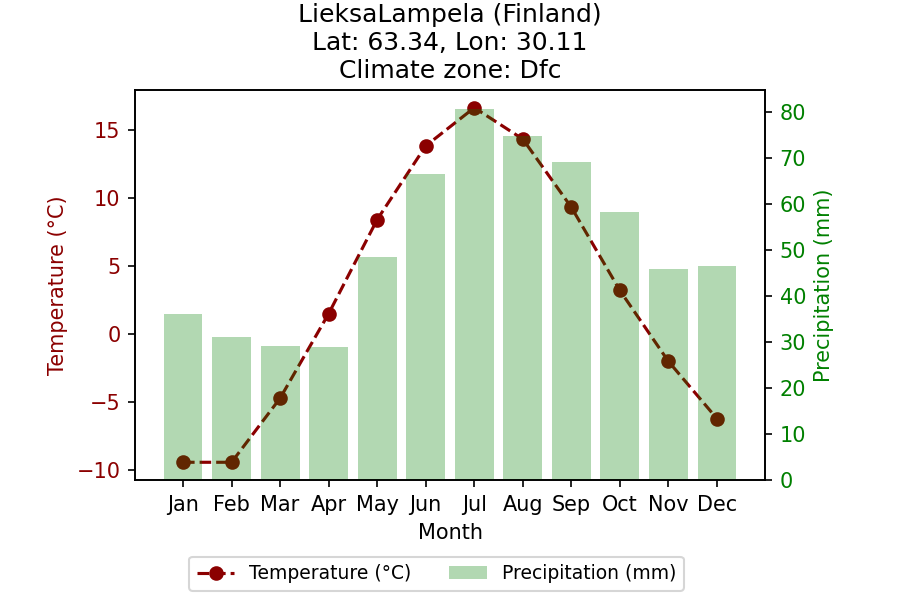 LieksaLampela (Finland)
Lat: 63.34, Lon: 30.11
Climate zone: Dfc
Temperature (°C)
15
10
5
0
−5
−10
80
70
60
50
40
30
20
10
0
Precipitation (mm)
Jan Feb Mar Apr May Jun Jul Aug Sep Oct Nov Dec
Month
Temperature (°C) Precipitation (mm)